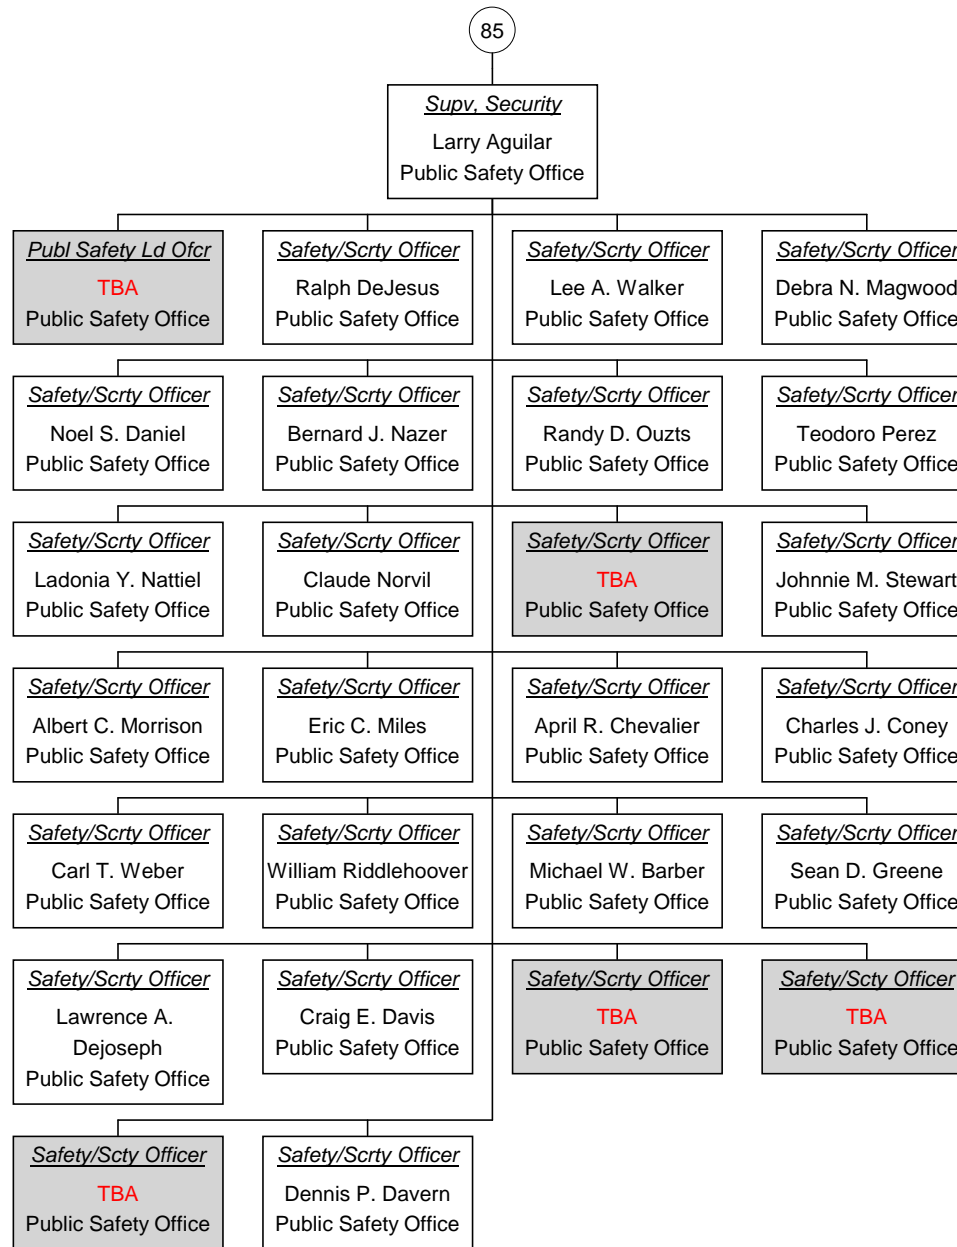 85
Supv, Security
Larry Aguilar
Public Safety Office
Publ Safety Ld Ofcr
TBA
Public Safety Office
Safety/Scrty Officer
Ralph DeJesus
Public Safety Office
Safety/Scrty Officer
Lee A. Walker
Public Safety Office
Safety/Scrty Officer
Debra N. Magwood
Public Safety Office
Safety/Scrty Officer
Noel S. Daniel
Public Safety Office
Safety/Scrty Officer
Bernard J. Nazer
Public Safety Office
Safety/Scrty Officer
Randy D. Ouzts
Public Safety Office
Safety/Scrty Officer
Teodoro Perez
Public Safety Office
Safety/Scrty Officer
Ladonia Y. Nattiel
Public Safety Office
Safety/Scrty Officer
Claude Norvil
Public Safety Office
Safety/Scrty Officer
TBA
Public Safety Office
Safety/Scrty Officer
Johnnie M. Stewart
Public Safety Office
Safety/Scrty Officer
Albert C. Morrison
Public Safety Office
Safety/Scrty Officer
Eric C. Miles
Public Safety Office
Safety/Scrty Officer
April R. Chevalier
Public Safety Office
Safety/Scrty Officer
Charles J. Coney
Public Safety Office
Safety/Scrty Officer
Carl T. Weber
Public Safety Office
Safety/Scrty Officer
William Riddlehoover
Public Safety Office
Safety/Scrty Officer
Michael W. Barber
Public Safety Office
Safety/Scrty Officer
Sean D. Greene
Public Safety Office
Safety/Scrty Officer
Lawrence A.
Dejoseph
Public Safety Office
Safety/Scrty Officer
Craig E. Davis
Public Safety Office
Safety/Scrty Officer
TBA
Public Safety Office
Safety/Scty Officer
TBA
Public Safety Office
Safety/Scty Officer
TBA
Public Safety Office
Safety/Scrty Officer
Dennis P. Davern
Public Safety Office